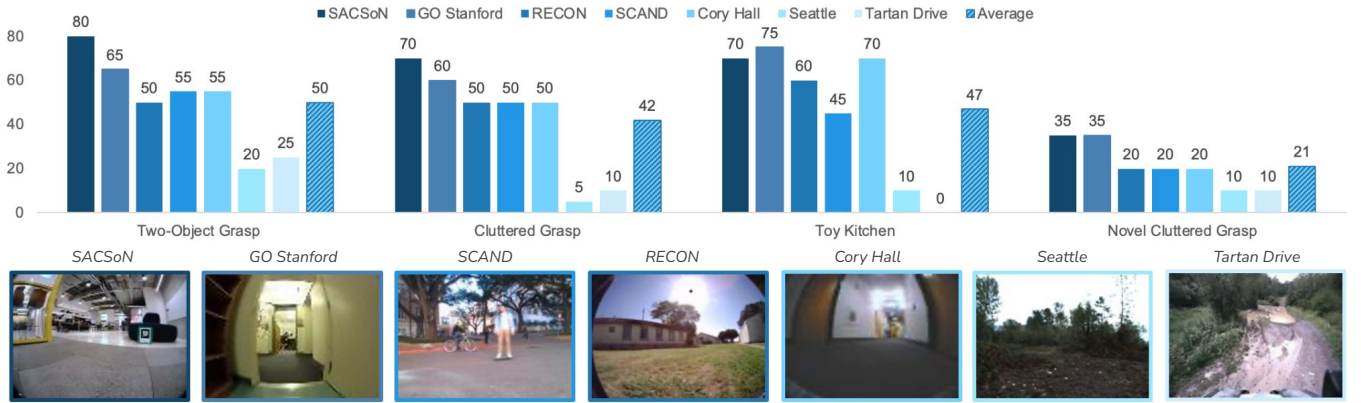 SACSoN GO Stanford RECON SCAND Cory Hall Seattle Tartan Drive Average
80
60
40
20
0
80 65 50 55 55 20 25 50
70 60 50 50 50 5 10 42
70 75 60 45 70 10 0 47
35 35 20 20 20 10 10 21
Two-Object Grasp Cluttered Grasp Toy Kitchen Novel Cluttered Grasp
SACSoN GO Stanford SCAND RECON Cory Hall Seattle Tartan Drive